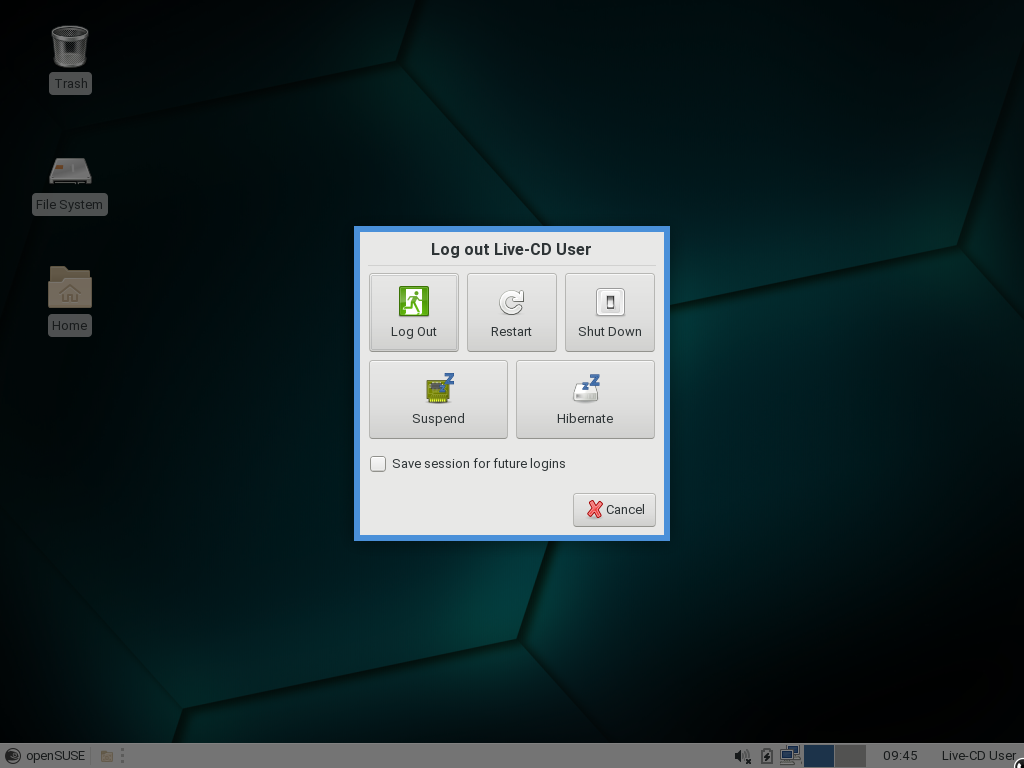 Trash
File System
Home
Log out Live-CD User
Log Out
Restart
Shut Down
Suspend
Hibernate
Save session for future logins
Cancel
openSUSE
09:45
Live-CD User